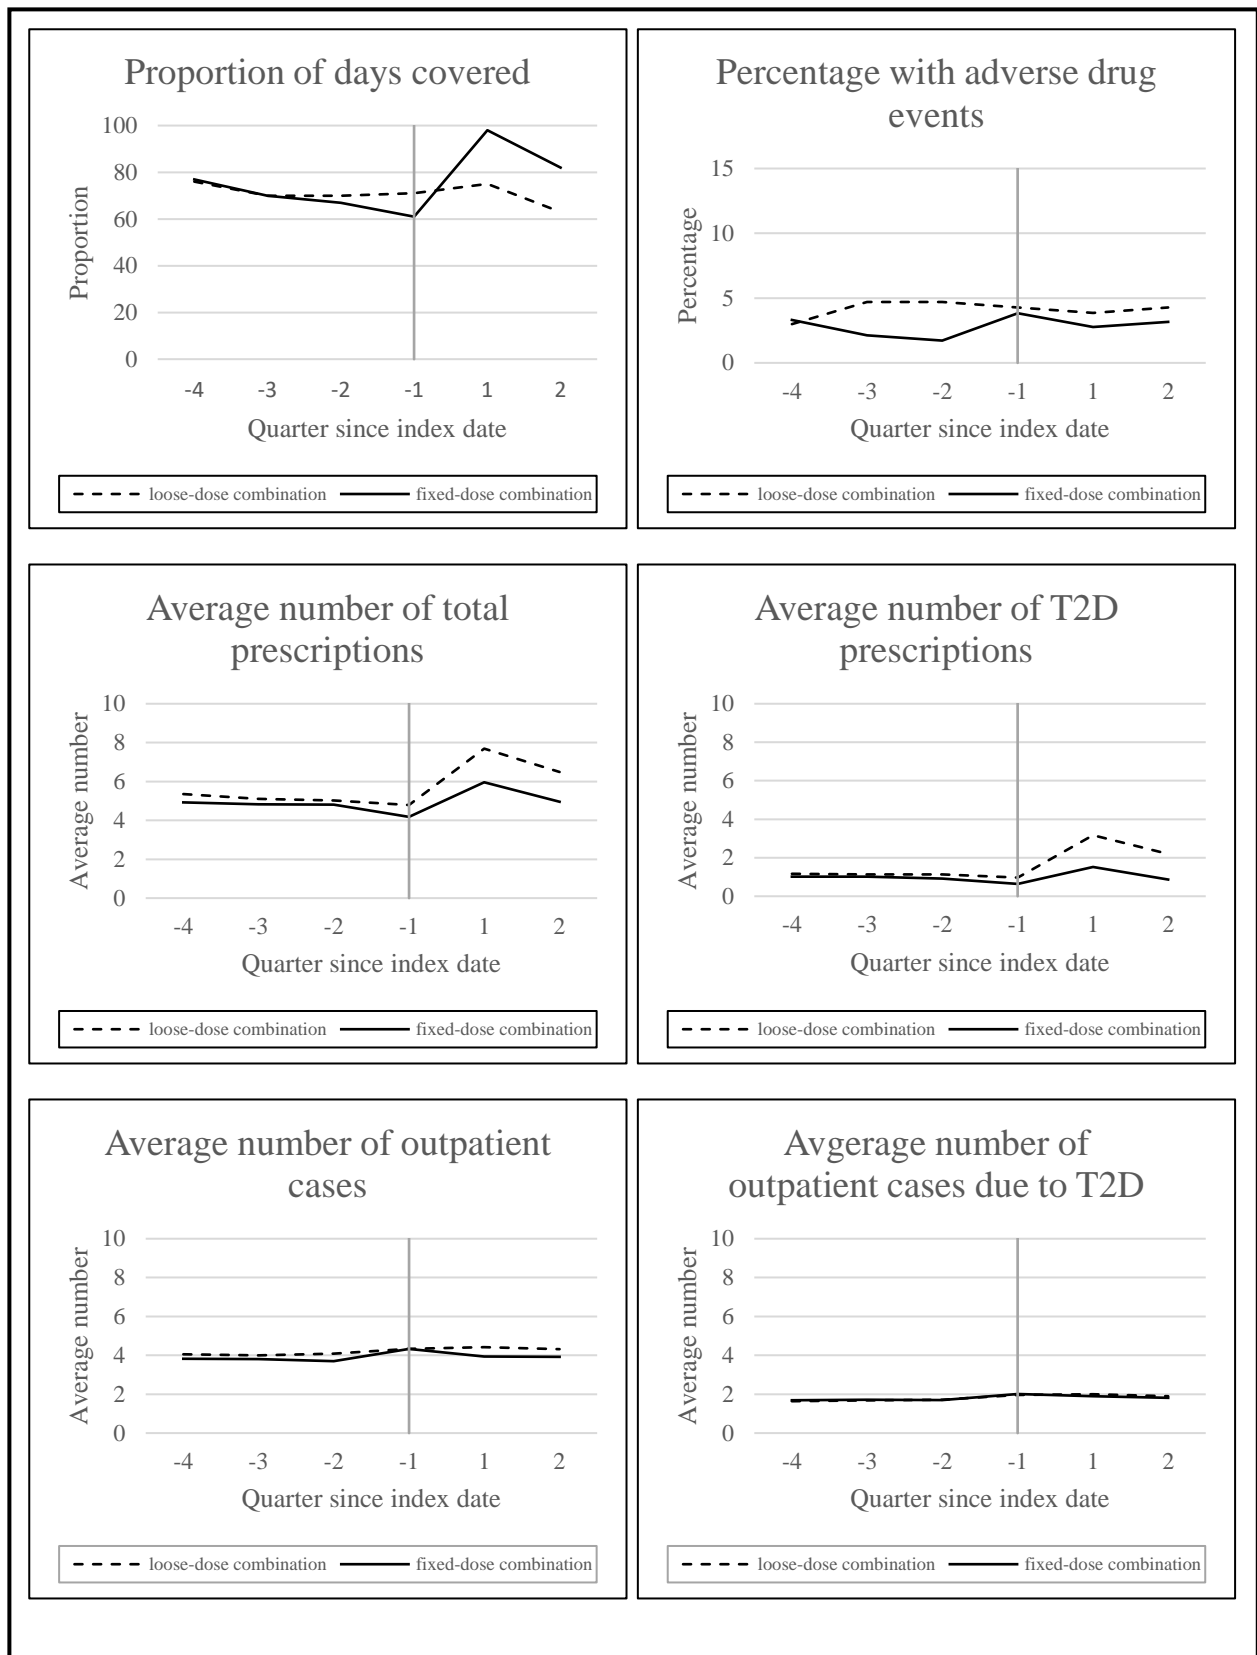 Proportion of days covered
100
80
60
40
20
0
Proportion
-4 -3 -2 -1 1 2
Quarter since index date
loose-dose combination fixed-dose combination
Percentage with adverse drug
events
15
10
5
0
Percentage
-4 -3 -2 -1 1 2
Quarter since index date
loose-dose combination fixed-dose combination
Average number of total
prescriptions
10
8
6
4
2
0
Average number
-4 -3 -2 -1 1 2
Quarter since index date
loose-dose combination fixed-dose combination
Average number of T2D
prescriptions
10
8
6
4
2
0
Average number
-4 -3 -2 -1 1 2
Quarter since index date
loose-dose combination fixed-dose combination
Average number of outpatient
cases
10
8
6
4
2
0
Average number
-4 -3 -2 -1 1 2
Quarter since index date
loose-dose combination fixed-dose combination
Avgerage number of
outpatient cases due to T2D
10
8
6
4
2
0
Average number
-4 -3 -2 -1 1 2
Quarter since index date
loose-dose combination fixed-dose combination